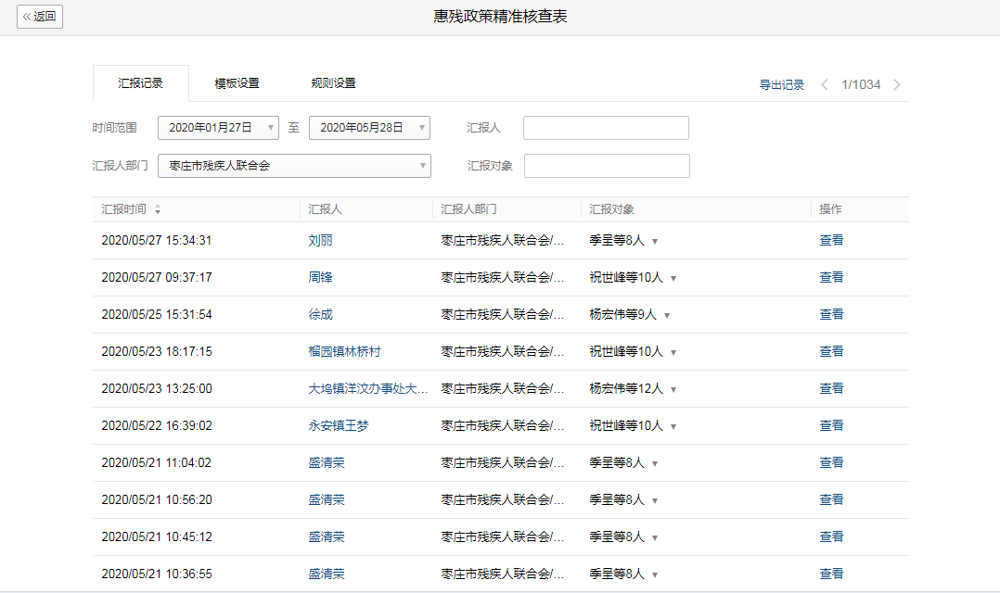 返回
惠残政策精准核查表
汇报记录 模板设置 规则设置 导出记录 1/1034
时间范围 2020年01月27日 至 2020年05月28日 汇报人
汇报人部门 枣庄市残疾人联合会 汇报对象
汇报时间 汇报人 汇报人部门 汇报对象 操作
2020/05/27 15:34:31 刘丽 枣庄市残疾人联合会/... 季呈等8人 查看
2020/05/27 09:37:17 周锋 枣庄市残疾人联合会/... 祝世峰等10人 查看
2020/05/25 15:31:54 徐成 枣庄市残疾人联合会/... 杨宏伟等9人 查看
2020/05/23 18:17:15 榴园镇林桥村 枣庄市残疾人联合会/... 祝世峰等10人 查看
2020/05/23 13:25:00 大坞镇洋汶办事处大... 枣庄市残疾人联合会/... 杨宏伟等12人 查看
2020/05/22 16:39:02 永安镇王梦 枣庄市残疾人联合会/... 祝世峰等10人 查看
2020/05/21 11:04:02 盛清荣 枣庄市残疾人联合会/... 季呈等8人 查看
2020/05/21 10:56:20 盛清荣 枣庄市残疾人联合会/... 季呈等8人 查看
2020/05/21 10:45:12 盛清荣 枣庄市残疾人联合会/... 季呈等8人 查看
2020/05/21 10:36:55 盛清荣 枣庄市残疾人联合会/... 季呈等8人 查看